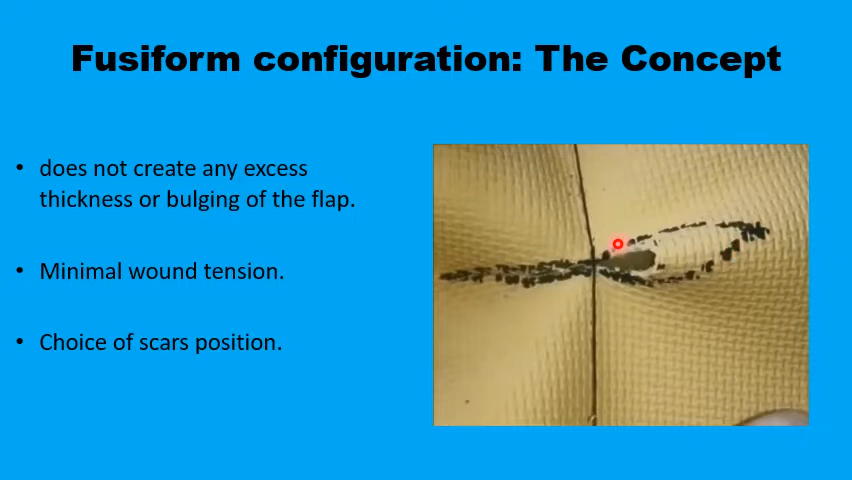 Fusiform configuration: The Concept
• does not create any excess
thickness or bulging of the flap.
• Minimal wound tension.
• Choice of scars position.